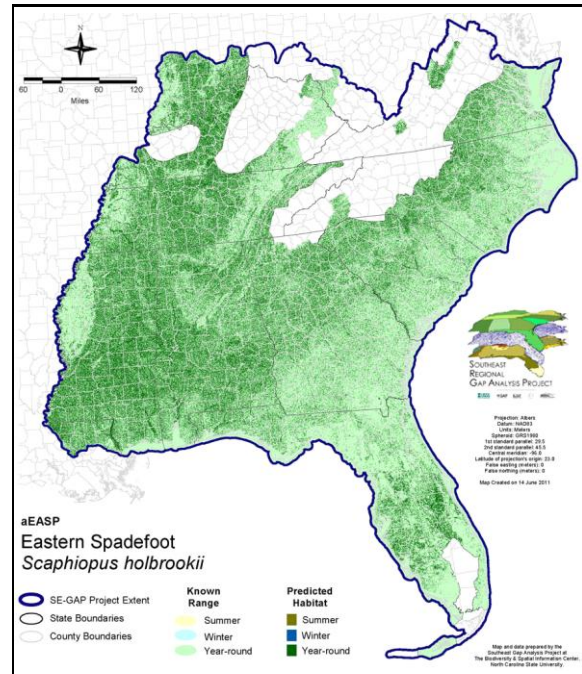 N
60 0 60 120
Miles
SOUTHEAST
REGIONAL
GAP ANALYSIS PROJECT
Projection: Albers
Datum: NAD83
Units: Meters
Spheroid: GRS1980
1st standard parallel: 29.5
2nd standard parallel: 45.5
Central meridian: -96.0
Latitude of projection's origin: 23.0
False easting (meters): 0
False northing (meters): 0
Map Created on 14 June 2011
aEASP
Eastern Spadefoot
Scaphiopus holbrookii
SE-GAP Project Extent
State Boundaries
County Boundaries
Known
Range
Summer
Winter
Year-round
Predicted
Habitat
Summer
Winter
Year-round
Map and data prepared by the
Southeast Gap Analysis Project at
The Biodiversity & Spatial Information Center,
North Carolina State University.